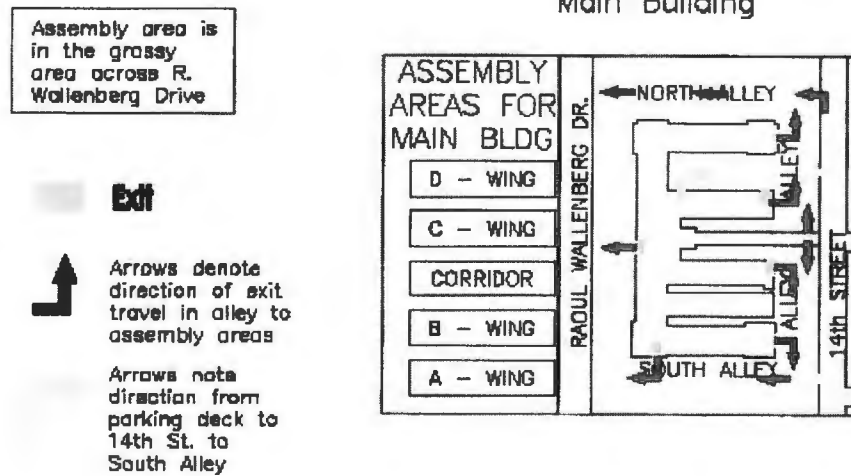 Main Building
Assembly area is
in the grassy
area across R.
Wallenberg Drive
Exit
Arrows denote
direction of exit
travel in alley to
assembly areas
Arrows note
direction from
parking deck to
14th St. to
South Alley
ASSEMBLY
AREAS FOR
MAIN BLDG
D - WING
C - WING
CORRIDOR
B - WING
A - WING
RAOUL WALLENBERG DR.
NORTH ALLEY
ALLEY
ALLEY
SOUTH ALLEY
14th STREET